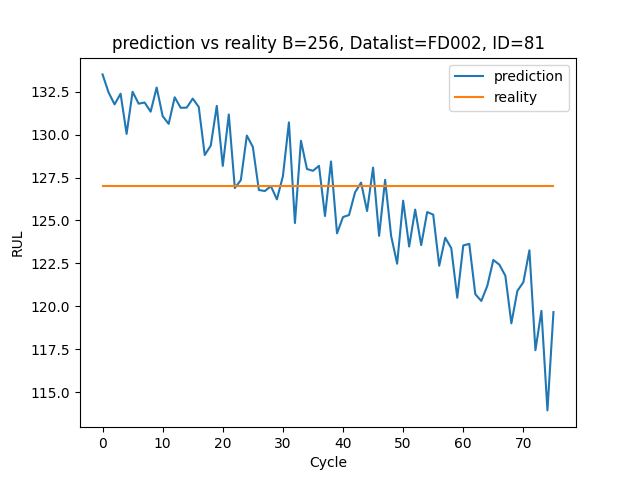 prediction vs reality B=256, Datalist=FD002, ID=81
prediction
reality
132.5
130.0
127.5
125.0
122.5
120.0
117.5
115.0
RUL
0 10 20 30 40 50 60 70
Cycle